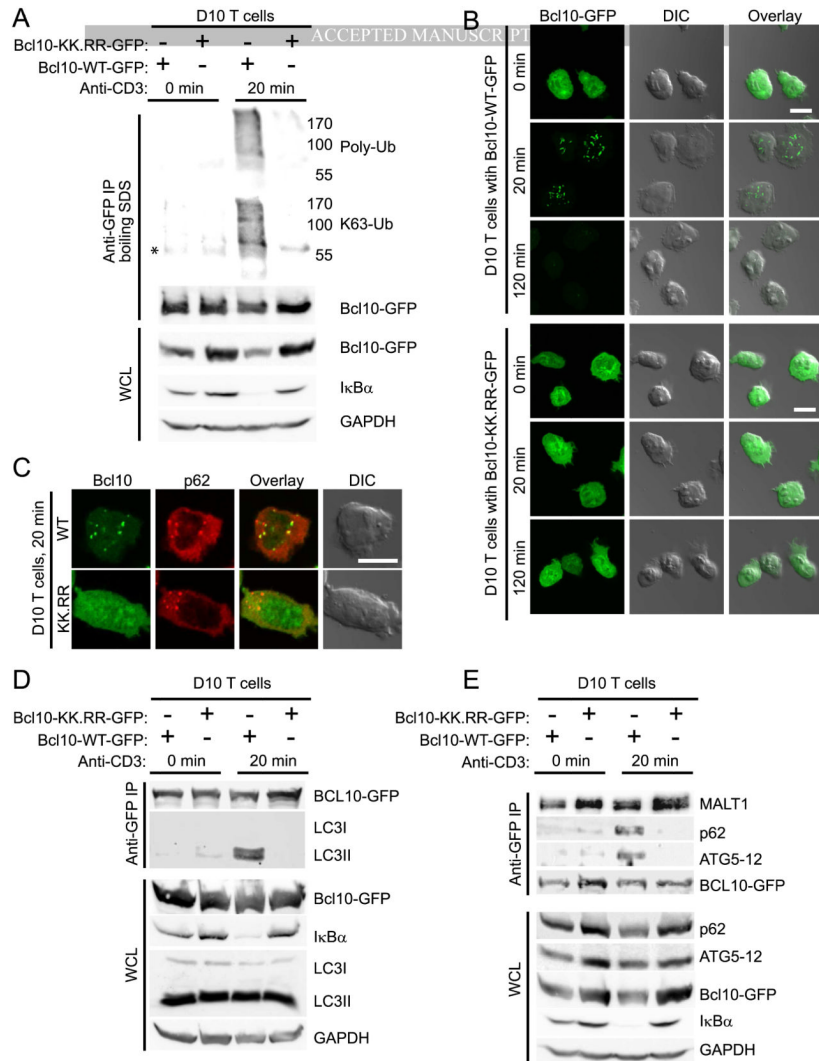 A
D10 T cells
ACCEPTED MANUSCRIPT
Bcl10-KK.RR-GFP: - + - +
Bcl10-WT-GFP: + - + -
Anti-CD3: 0 min 20 min
Anti-GFP IP
boiling SDS
170
100
55
Poly-Ub
170
100
55
K63-Ub
*
Bcl10-GFP
WCL
Bcl10-GFP
IκBα
GAPDH
B
Bcl10-GFP DIC Overlay
D10 T cells wtih Bcl10-WT-GFP
0 min
20 min
120 min
D10 T cells wtih Bcl10-KK.RR-GFP
0 min
20 min
120 min
C
Bcl10 p62 Overlay DIC
D10 T cells, 20 min
WT
KK.RR
D
D10 T cells
Bcl10-KK.RR-GFP: - + - +
Bcl10-WT-GFP: + - + -
Anti-CD3: 0 min 20 min
Anti-GFP IP
BCL10-GFP
LC3I
LC3II
WCL
Bcl10-GFP
IκBα
LC3I
LC3II
GAPDH
E
D10 T cells
Bcl10-KK.RR-GFP: - + - +
Bcl10-WT-GFP: + - + -
Anti-CD3: 0 min 20 min
Anti-GFP IP
MALT1
p62
ATG5-12
BCL10-GFP
WCL
p62
ATG5-12
Bcl10-GFP
IκBα
GAPDH